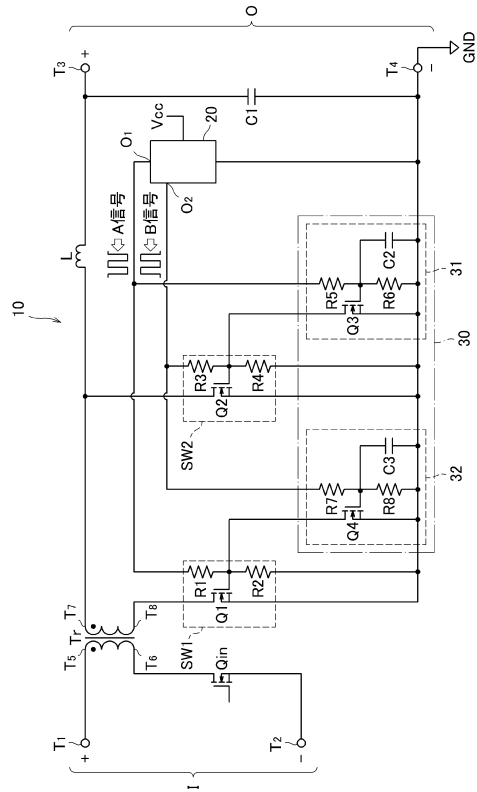 10
I
O
T1
+
T2
−
T5
Tr
T7
T6
T8
Qin
L
T3
+
T4
−
GND
C1
Vcc
20
O1
O2
A信号
B信号
SW1
R1
Q1
R2
SW2
R3
Q2
R4
R7
Q4
R8
C3
32
R5
Q3
R6
C2
31
30